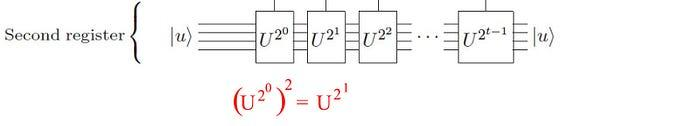 Second register { |u⟩ U^{2^0} U^{2^1} U^{2^2} ... U^{2^{t-1}} |u⟩
(U^{2^0})^2 = U^{2^1}